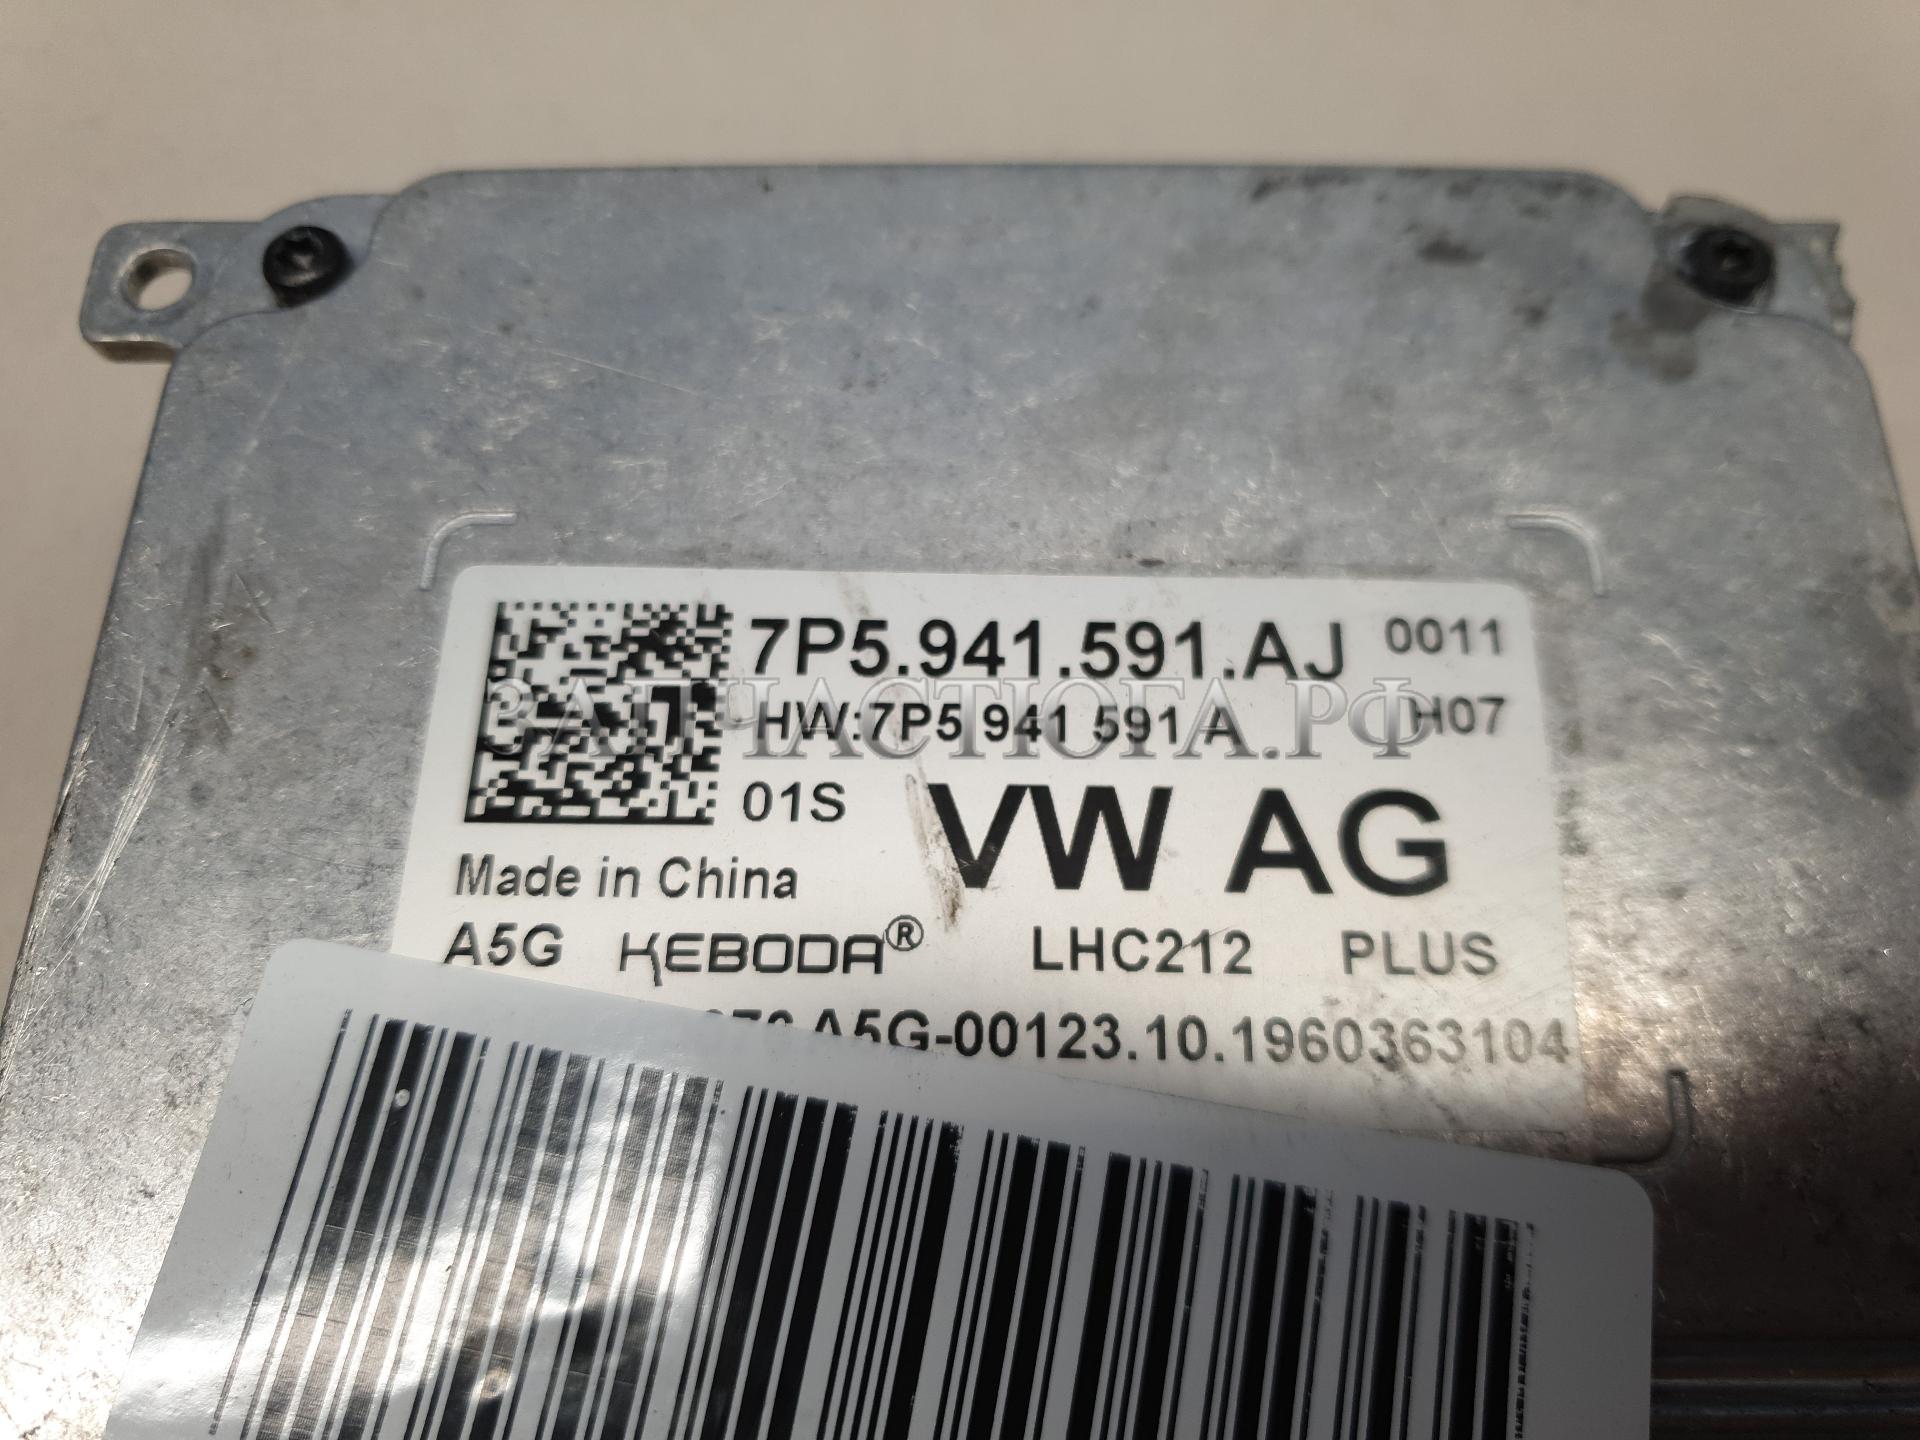 7P5.941.591.AJ 0011
HW:7P5 941 591 A H07
ЗАПЧАСТЮГА.РФ
01S VW AG
Made in China
A5G KEBODA® LHC212 PLUS
A5G-00123.10.1960363104